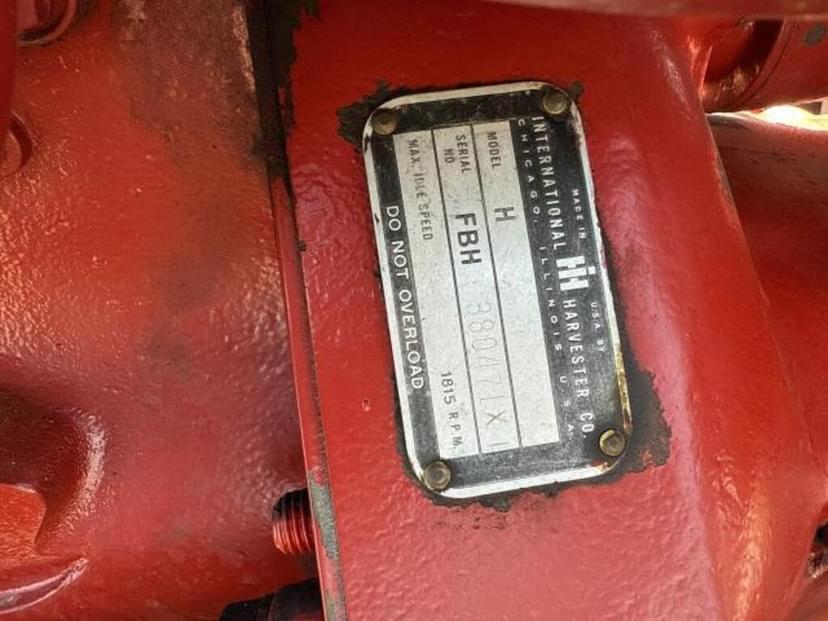 MADE IN U.S.A. BY
INTERNATIONAL IH HARVESTER CO.
CHICAGO, ILLINOIS U S A
MODEL H
SERIAL NO FBH 380471X1
MAX. IDLE SPEED 1815 R.P.M.
DO NOT OVERLOAD